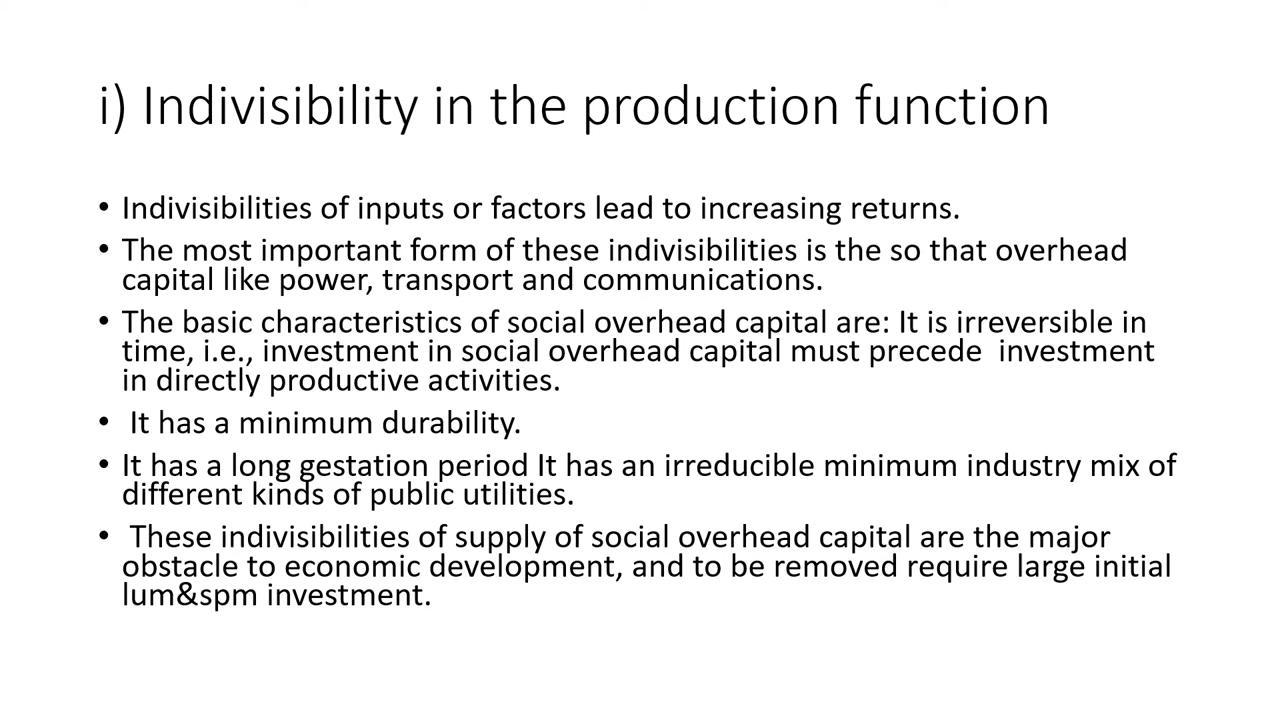 i) Indivisibility in the production function
• Indivisibilities of inputs or factors lead to increasing returns.
• The most important form of these indivisibilities is the so that overhead
capital like power, transport and communications.
• The basic characteristics of social overhead capital are: It is irreversible in
time, i.e., investment in social overhead capital must precede  investment
in directly productive activities.
•  It has a minimum durability.
• It has a long gestation period It has an irreducible minimum industry mix of
different kinds of public utilities.
•  These indivisibilities of supply of social overhead capital are the major
obstacle to economic development, and to be removed require large initial
lum&spm investment.